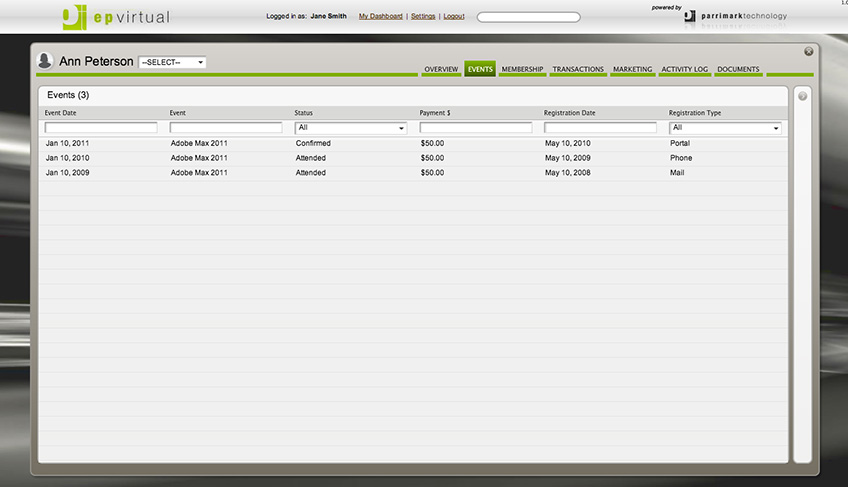 1.0
powered by
epvirtual Logged in as: Jane Smith My Dashboard | Settings | Logout parrimarktechnology
Ann Peterson --SELECT--
OVERVIEW EVENTS MEMBERSHIP TRANSACTIONS MARKETING ACTIVITY LOG DOCUMENTS
Events (3)
Event Date Event Status Payment $ Registration Date Registration Type
All All
Jan 10, 2011 Adobe Max 2011 Confirmed $50.00 May 10, 2010 Portal
Jan 10, 2010 Adobe Max 2011 Attended $50.00 May 10, 2009 Phone
Jan 10, 2009 Adobe Max 2011 Attended $50.00 May 10, 2008 Mail